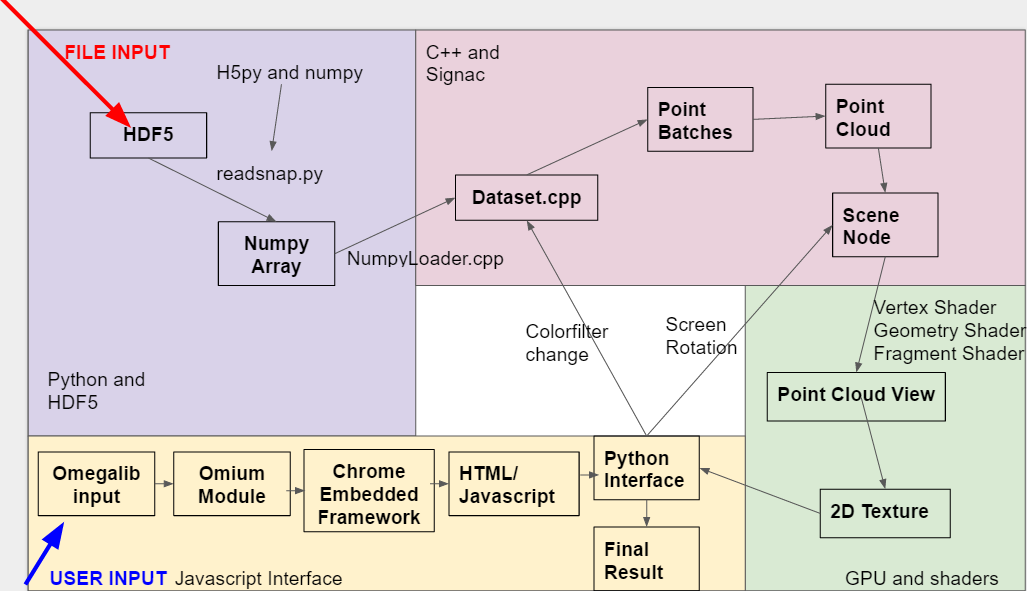 FILE INPUT
H5py and numpy
HDF5
readsnap.py
Numpy
Array
NumpyLoader.cpp
Python and
HDF5
C++ and
Signac
Point
Batches
Point
Cloud
Dataset.cpp
Scene
Node
Colorfilter
change
Screen
Rotation
Vertex Shader
Geometry Shader
Fragment Shader
Point Cloud View
2D Texture
GPU and shaders
Omegalib
input
Omium
Module
Chrome
Embedded
Framework
HTML/
Javascript
Python
Interface
Final
Result
USER INPUT
Javascript Interface